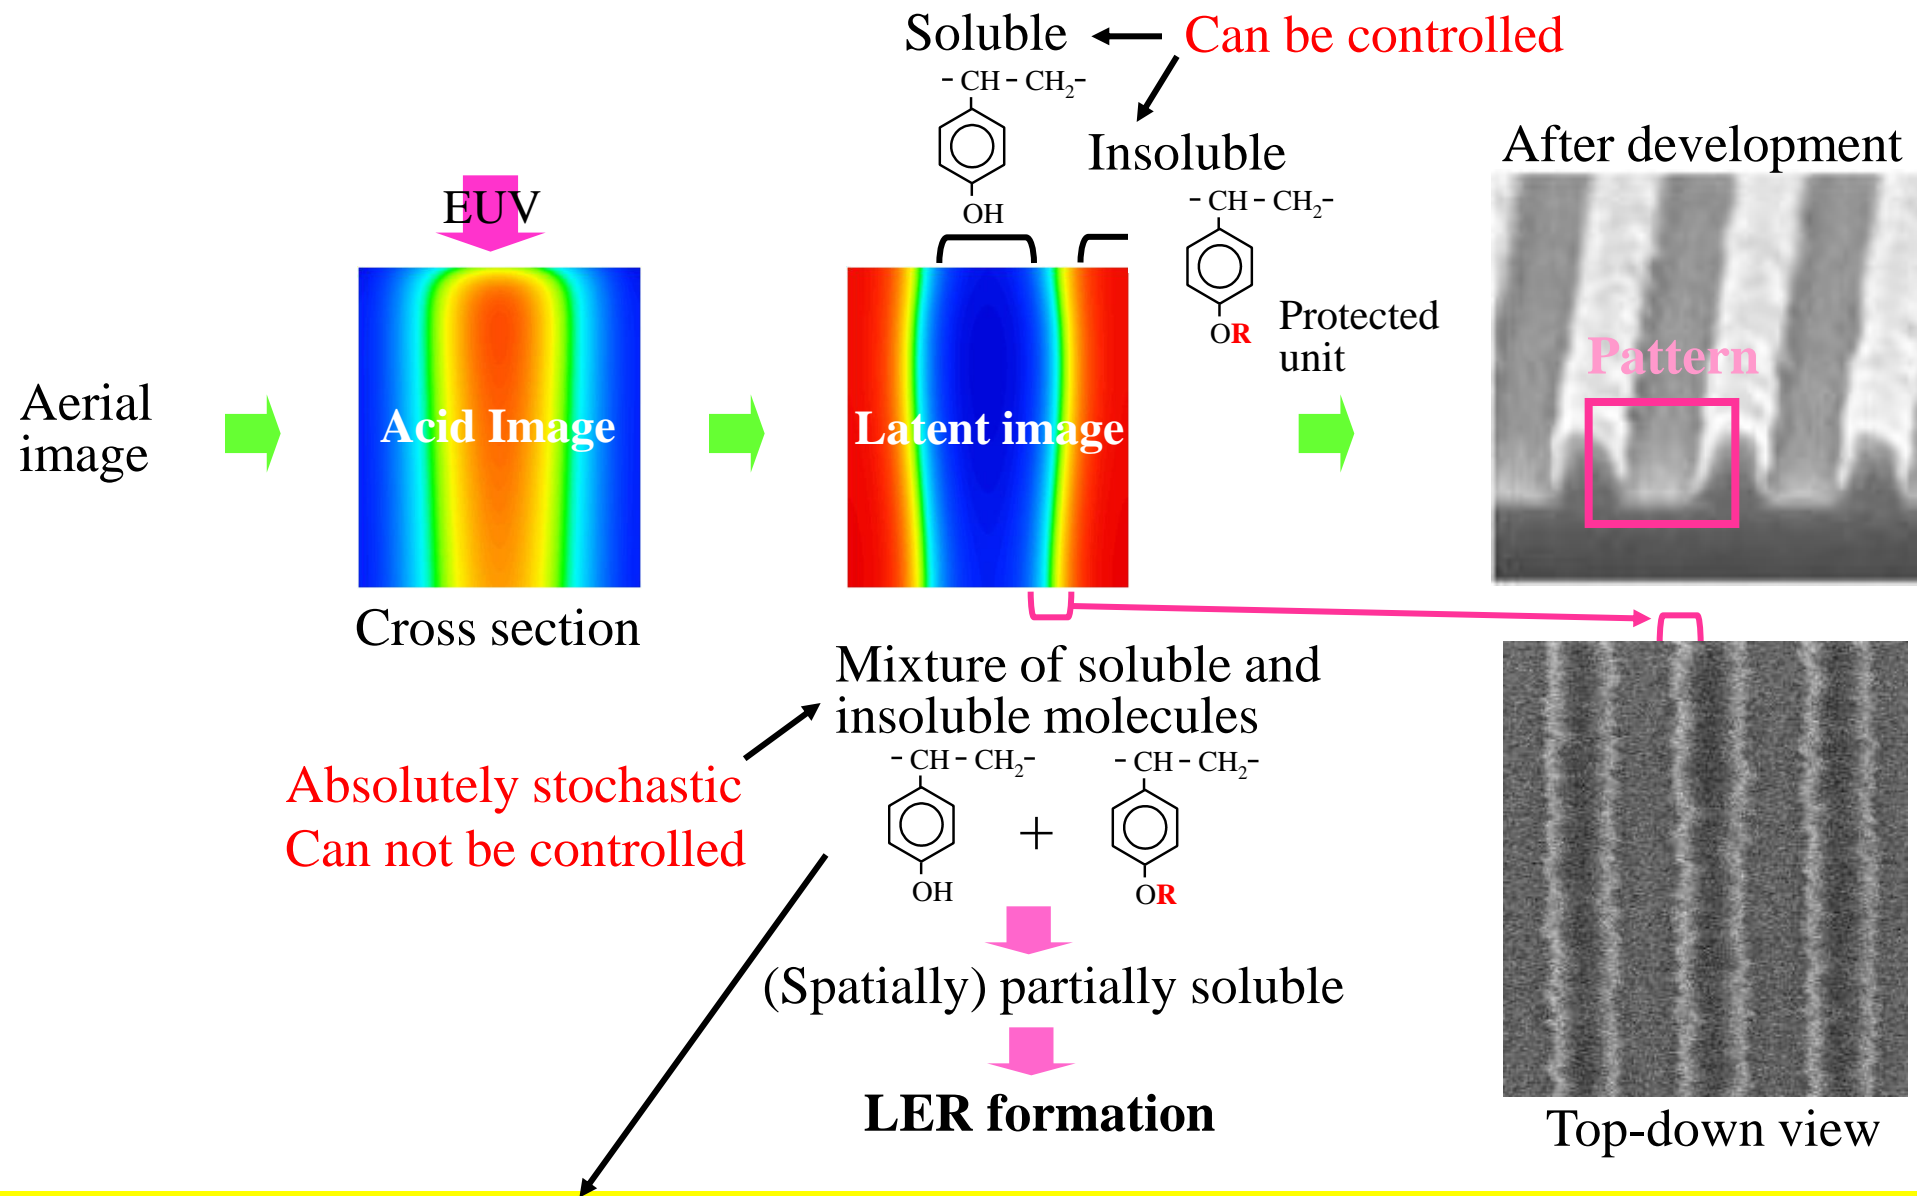 Soluble
Can be controlled
- CH - CH2-
OH
Insoluble
- CH - CH2-
OR
Protected
unit
After development
EUV
Aerial
image
Acid Image
Latent image
Pattern
Cross section
Mixture of soluble and
insoluble molecules
Absolutely stochastic
Can not be controlled
- CH - CH2-
OH
+
- CH - CH2-
OR
(Spatially) partially soluble
LER formation
Top-down view